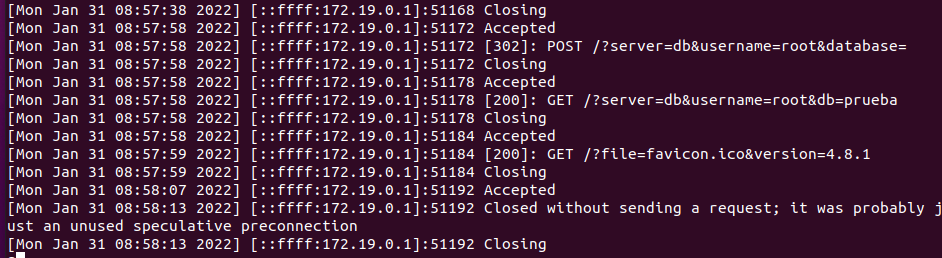 [Mon Jan 31 08:57:38 2022] [::ffff:172.19.0.1]:51168 Closing
[Mon Jan 31 08:57:58 2022] [::ffff:172.19.0.1]:51172 Accepted
[Mon Jan 31 08:57:58 2022] [::ffff:172.19.0.1]:51172 [302]: POST /?server=db&username=root&database=
[Mon Jan 31 08:57:58 2022] [::ffff:172.19.0.1]:51172 Closing
[Mon Jan 31 08:57:58 2022] [::ffff:172.19.0.1]:51178 Accepted
[Mon Jan 31 08:57:58 2022] [::ffff:172.19.0.1]:51178 [200]: GET /?server=db&username=root&db=prueba
[Mon Jan 31 08:57:58 2022] [::ffff:172.19.0.1]:51178 Closing
[Mon Jan 31 08:57:58 2022] [::ffff:172.19.0.1]:51184 Accepted
[Mon Jan 31 08:57:59 2022] [::ffff:172.19.0.1]:51184 [200]: GET /?file=favicon.ico&version=4.8.1
[Mon Jan 31 08:57:59 2022] [::ffff:172.19.0.1]:51184 Closing
[Mon Jan 31 08:58:07 2022] [::ffff:172.19.0.1]:51192 Accepted
[Mon Jan 31 08:58:13 2022] [::ffff:172.19.0.1]:51192 Closed without sending a request; it was probably j
ust an unused speculative preconnection
[Mon Jan 31 08:58:13 2022] [::ffff:172.19.0.1]:51192 Closing